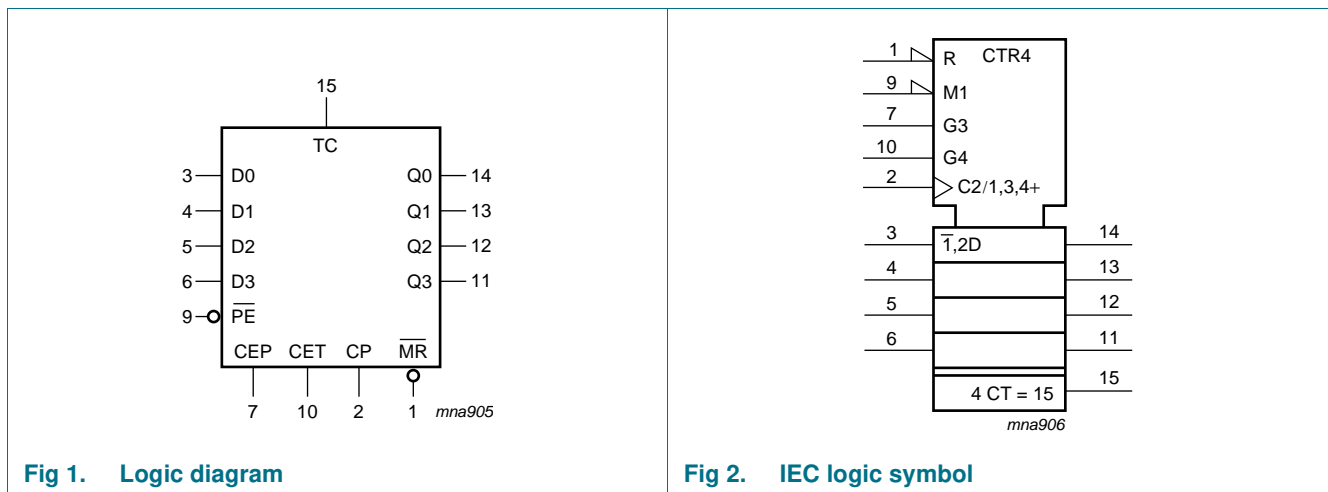 15
TC
3 D0 Q0 14
4 D1 Q1 13
5 D2 Q2 12
6 D3 Q3 11
9 P̅E̅
CEP CET CP M̅R̅
7 10 2 1 mna905
Fig 1. Logic diagram
1 R CTR4
9 M1
7 G3
10 G4
2 C2/1,3,4+
3 1̅,2D 14
4 13
5 12
6 11
15
4 CT = 15
mna906
Fig 2. IEC logic symbol